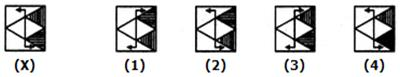 (X) (1) (2) (3) (4)